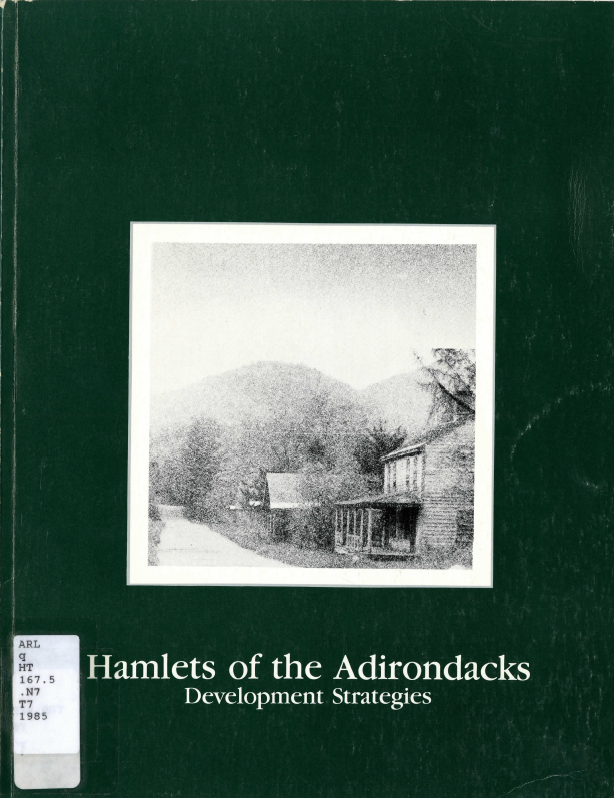 ARL
q
HT
167.5
.N7
T7
1985
Hamlets of the Adirondacks
Development Strategies